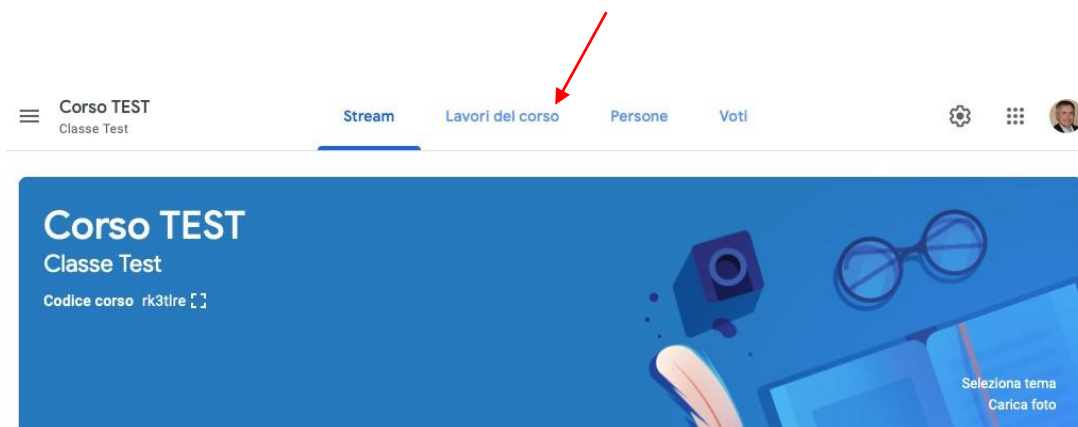 Corso TEST
Classe Test
Stream Lavori del corso Persone Voti
Corso TEST
Classe Test
Codice corso rk3tlre
Seleziona tema
Carica foto